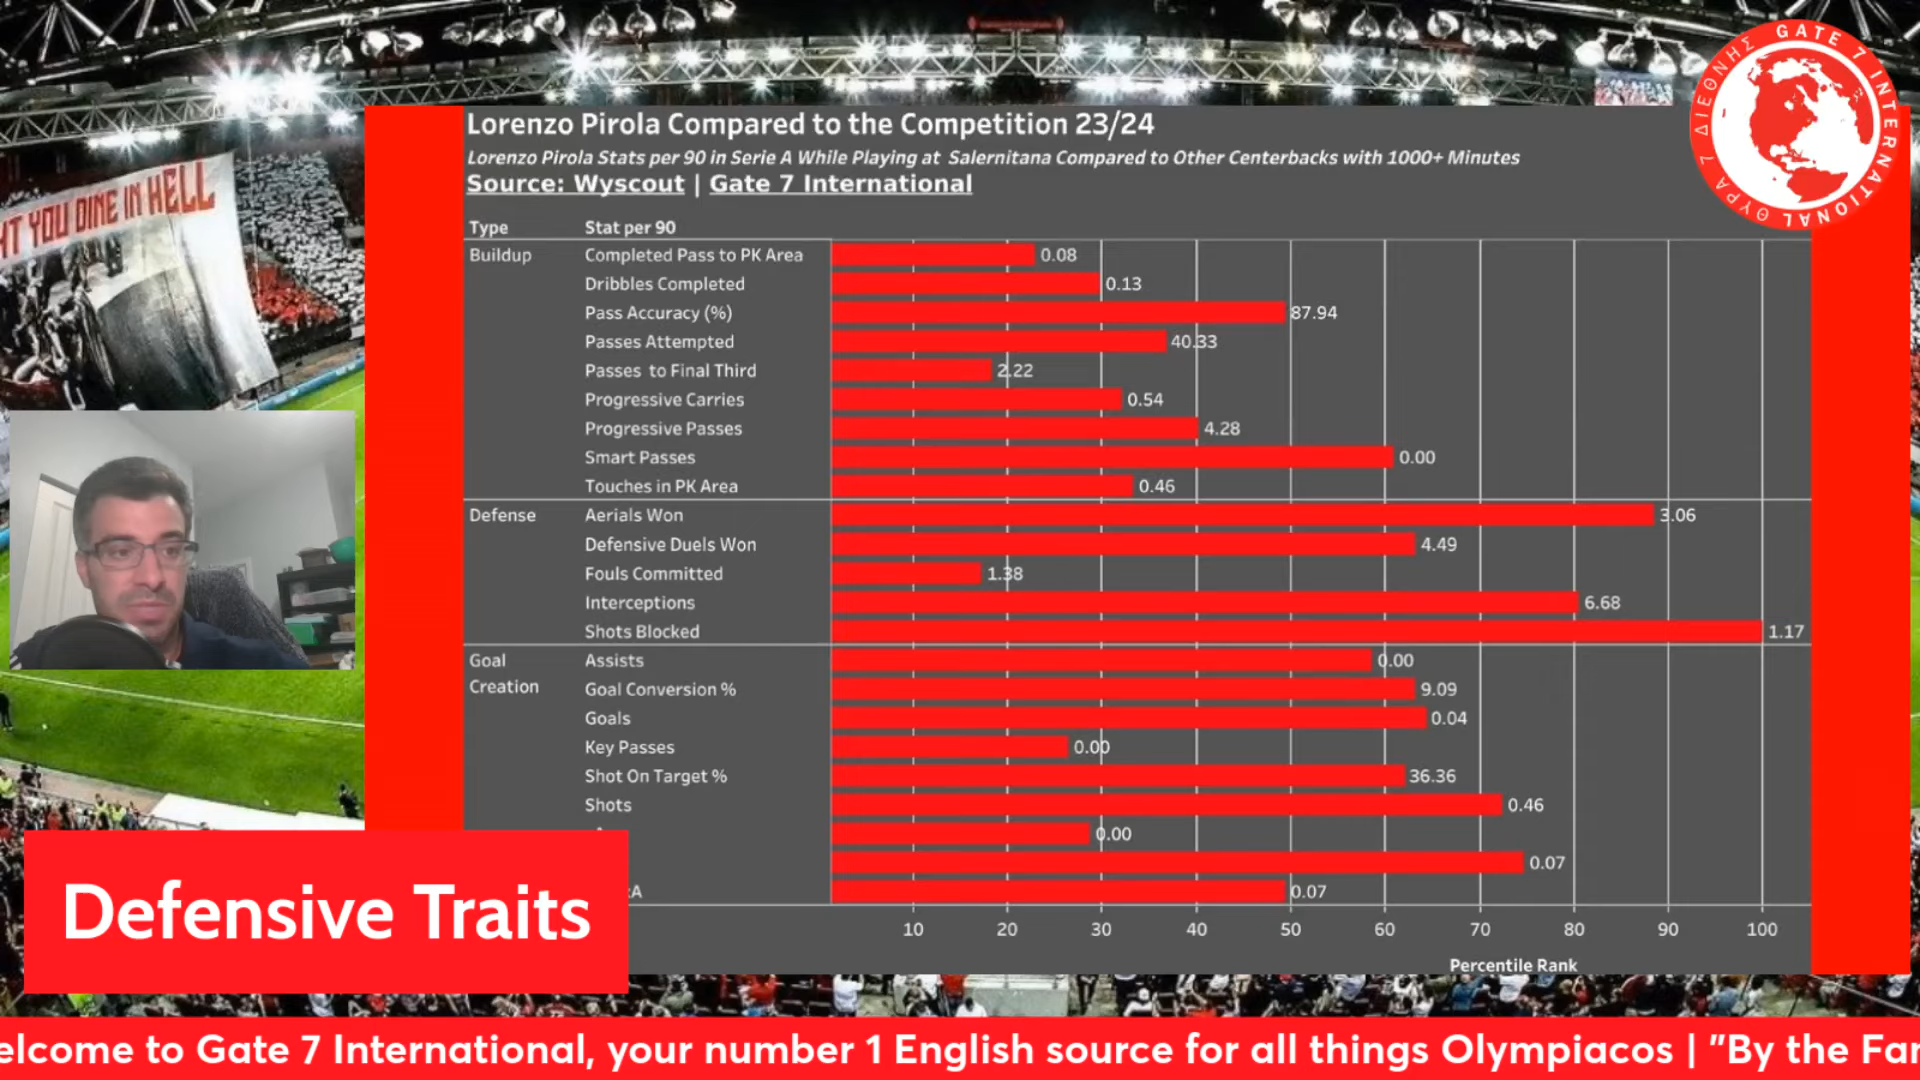 HT YOU DINE IN HELL
GATE 7 INTERNATIONAL
ΘΥΡΑ 7 ΔΙΕΘΝΗΣ
Lorenzo Pirola Compared to the Competition 23/24
Lorenzo Pirola Stats per 90 in Serie A While Playing at Salernitana Compared to Other Centerbacks with 1000+ Minutes
Source: Wyscout | Gate 7 International
Type Stat per 90
Buildup Completed Pass to PK Area 0.08
Dribbles Completed 0.13
Pass Accuracy (%) 87.94
Passes Attempted 40.33
Passes to Final Third 2.22
Progressive Carries 0.54
Progressive Passes 4.28
Smart Passes 0.00
Touches in PK Area 0.46
Defense Aerials Won 3.06
Defensive Duels Won 4.49
Fouls Committed 1.38
Interceptions 6.68
Shots Blocked 1.17
Goal Creation Assists 0.00
Goal Conversion % 9.09
Goals 0.04
Key Passes 0.00
Shot On Target % 36.36
Shots 0.46
0.00
0.07
A 0.07
10 20 30 40 50 60 70 80 90 100
Percentile Rank
Defensive Traits
elcome to Gate 7 International, your number 1 English source for all things Olympiacos | "By the Far